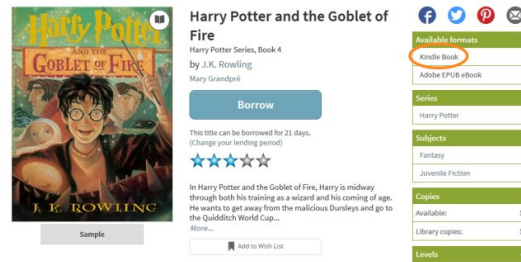 Harry Potter
AND THE
GOBLET OF FIRE
J. K. ROWLING
Sample
Harry Potter and the Goblet of
Fire
Harry Potter Series, Book 4
by J.K. Rowling
Mary Grandpré
Borrow
This title can be borrowed for 21 days.
(Change your lending period)
In Harry Potter and the Goblet of Fire, Harry is midway
through both his training as a wizard and his coming of age.
He wants to get away from the malicious Dursleys and go to
the Quidditch World Cup...
More...
Add to Wish List
Available formats
Kindle Book
Adobe EPUB eBook
Series
Harry Potter
Subjects
Fantasy
Juvenile Fiction
Copies
Available:
Library copies:
Levels